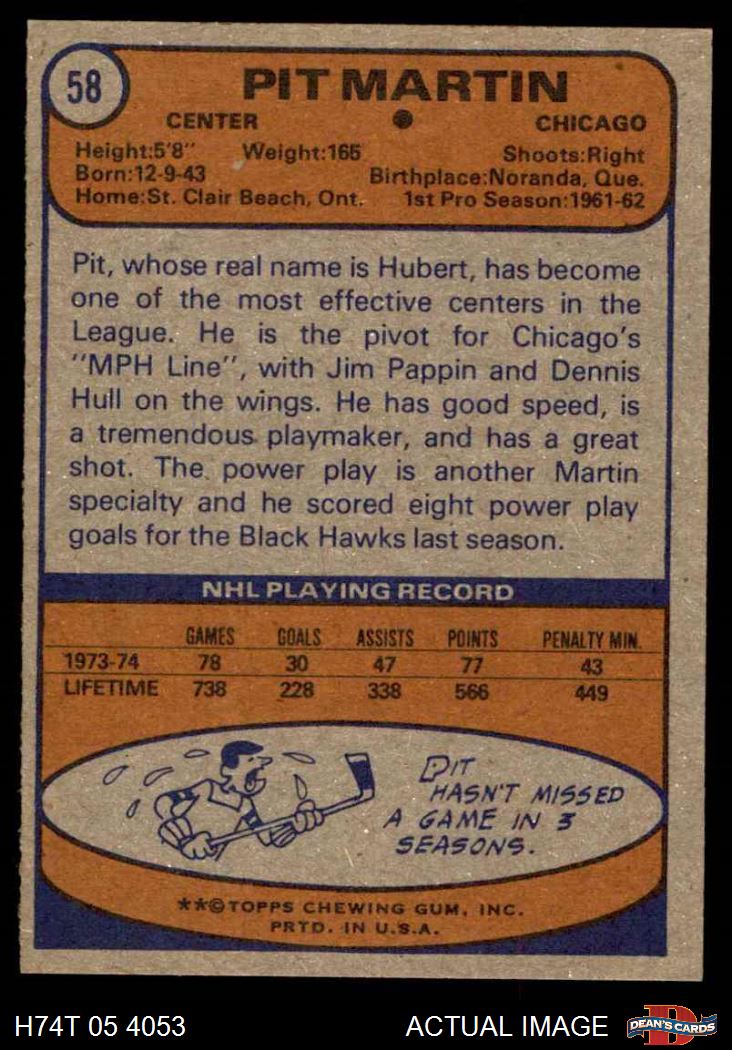 58
PIT MARTIN
CENTER ● CHICAGO
Height:5'8" Weight:165 Shoots:Right
Born:12-9-43 Birthplace:Noranda, Que.
Home:St. Clair Beach, Ont. 1st Pro Season:1961-62
Pit, whose real name is Hubert, has become
one of the most effective centers in the
League. He is the pivot for Chicago's
"MPH Line", with Jim Pappin and Dennis
Hull on the wings. He has good speed, is
a tremendous playmaker, and has a great
shot. The power play is another Martin
specialty and he scored eight power play
goals for the Black Hawks last season.
NHL PLAYING RECORD
GAMES GOALS ASSISTS POINTS PENALTY MIN.
1973-74 78 30 47 77 43
LIFETIME 738 228 338 566 449
PIT
HASN'T MISSED
A GAME IN 3
SEASONS.
**©TOPPS CHEWING GUM, INC.
PRTD. IN U.S.A.
H74T 05 4053 ACTUAL IMAGE DEAN'S CARDS